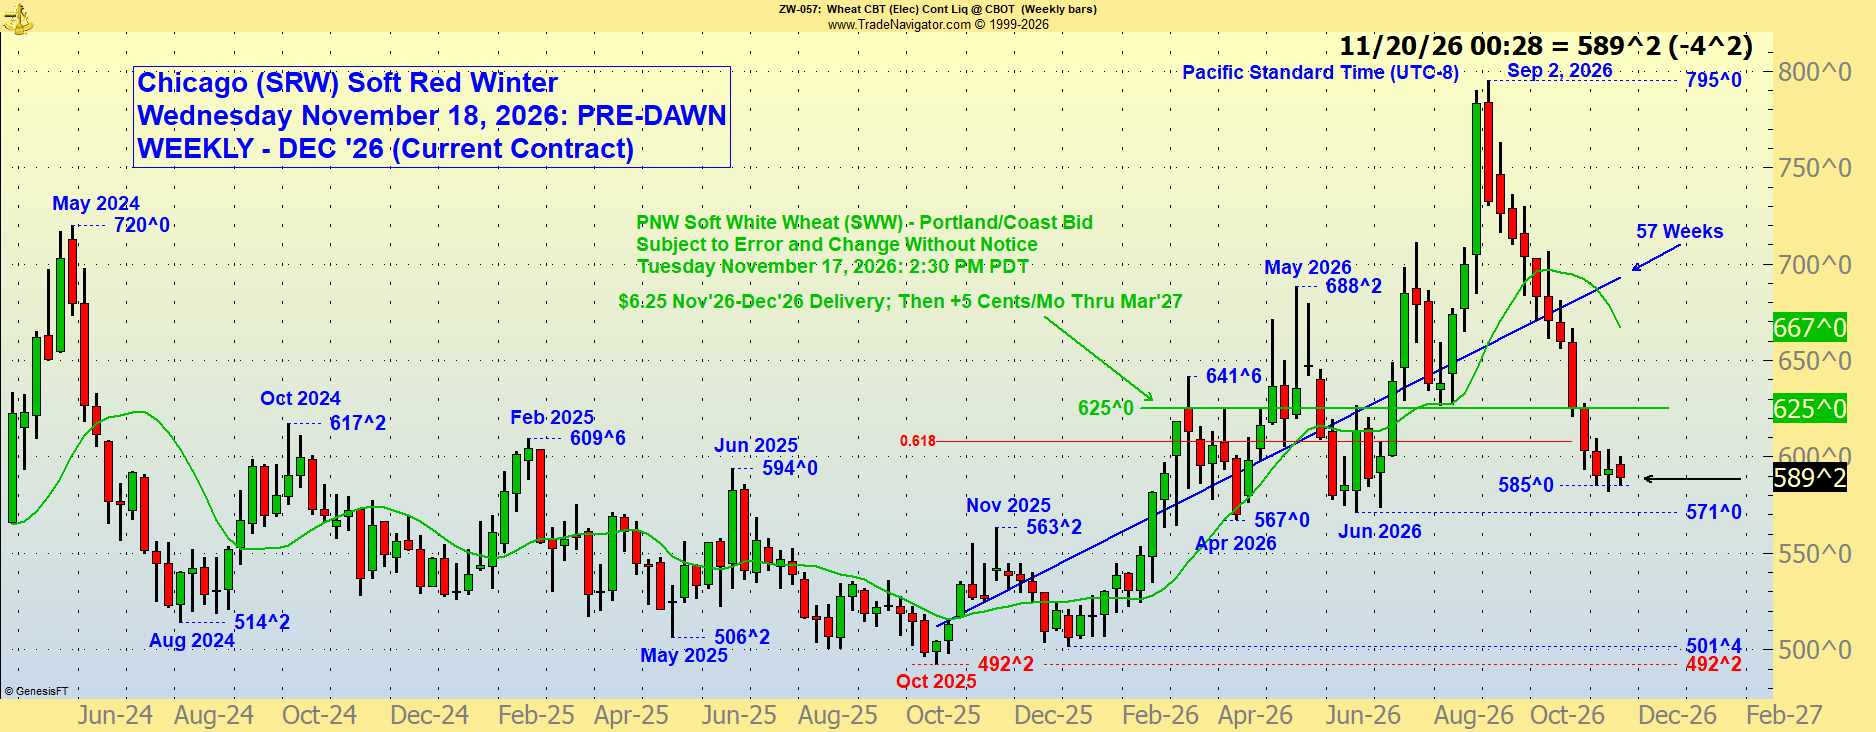 ZW-057: Wheat CBT (Elec) Cont Liq @ CBOT (Weekly bars)
www.TradeNavigator.com © 1999-2026
11/20/26 00:28 = 589^2 (-4^2)
Pacific Standard Time (UTC-8)
Sep 2, 2026
795^0
Chicago (SRW) Soft Red Winter
Wednesday November 18, 2026: PRE-DAWN
WEEKLY - DEC '26 (Current Contract)
May 2024
720^0
PNW Soft White Wheat (SWW) - Portland/Coast Bid
Subject to Error and Change Without Notice
Tuesday November 17, 2026: 2:30 PM PDT
$6.25 Nov'26-Dec'26 Delivery; Then +5 Cents/Mo Thru Mar'27
57 Weeks
May 2026
688^2
Oct 2024
617^2
Feb 2025
609^6
Jun 2025
594^0
641^6
625^0
0.618
585^0
Nov 2025
563^2
567^0
Apr 2026
Jun 2026
571^0
514^2
Aug 2024
506^2
May 2025
501^4
492^2
492^2
Oct 2025
800^0
750^0
700^0
667^0
650^0
625^0
600^0
589^2
550^0
500^0
© GenesisFT
Jun-24 Aug-24 Oct-24 Dec-24 Feb-25 Apr-25 Jun-25 Aug-25 Oct-25 Dec-25 Feb-26 Apr-26 Jun-26 Aug-26 Oct-26 Dec-26 Feb-27